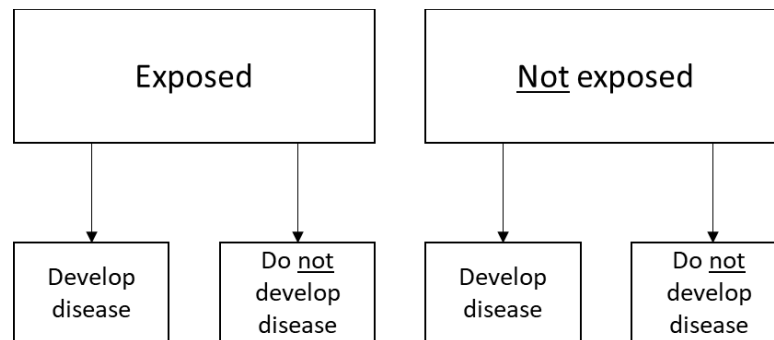 Exposed
Not exposed
Develop
disease
Do not
develop
disease
Develop
disease
Do not
develop
disease